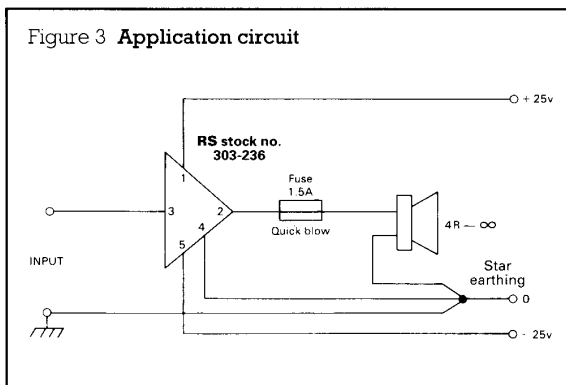 Figure 3 Application circuit
+ 25v
RS stock no.
303-236
1
Fuse
1.5A
3
2
Quick blow
4R — ∞
4
5
INPUT
Star
earthing
0
- 25v